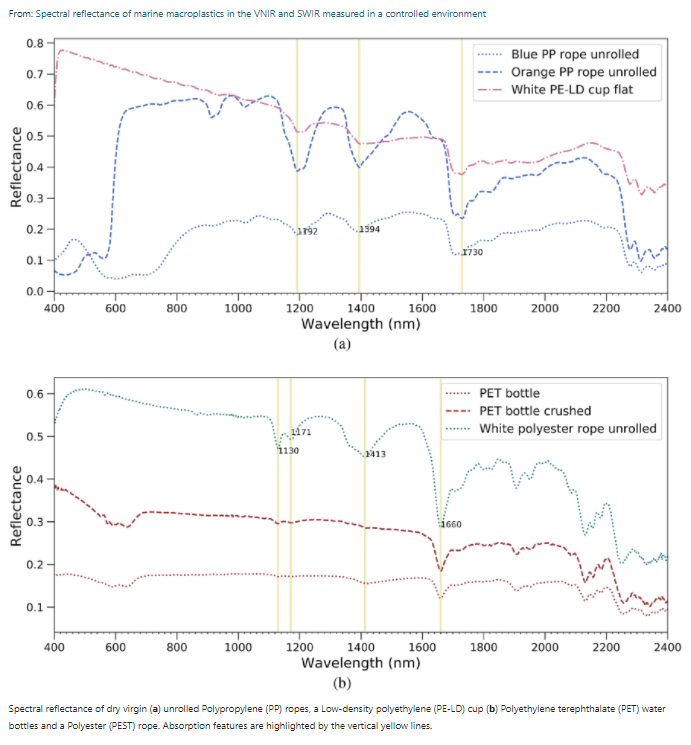 From: Spectral reflectance of marine macroplastics in the VNIR and SWIR measured in a controlled environment
0.8
0.7
0.6
0.5
0.4
0.3
0.2
0.1
0.0
Reflectance
Blue PP rope unrolled
Orange PP rope unrolled
White PE-LD cup flat
1192
1394
1730
400 600 800 1000 1200 1400 1600 1800 2000 2200 2400
Wavelength (nm)
(a)
0.6
0.5
0.4
0.3
0.2
0.1
Reflectance
PET bottle
PET bottle crushed
White polyester rope unrolled
1171
1130
1413
1660
400 600 800 1000 1200 1400 1600 1800 2000 2200 2400
Wavelength (nm)
(b)
Spectral reflectance of dry virgin (a) unrolled Polypropylene (PP) ropes, a Low-density polyethylene (PE-LD) cup (b) Polyethylene terephthalate (PET) water
bottles and a Polyester (PEST) rope. Absorption features are highlighted by the vertical yellow lines.